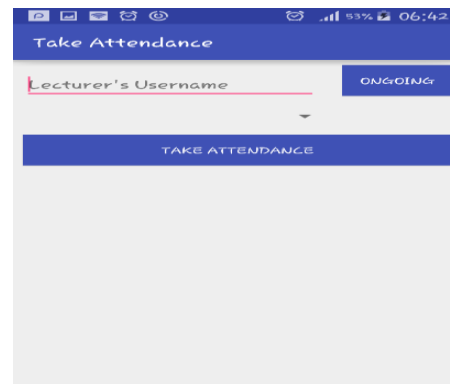 53% 06:42
Take Attendance
Lecturer's Username
ONGOING
TAKE ATTENDANCE